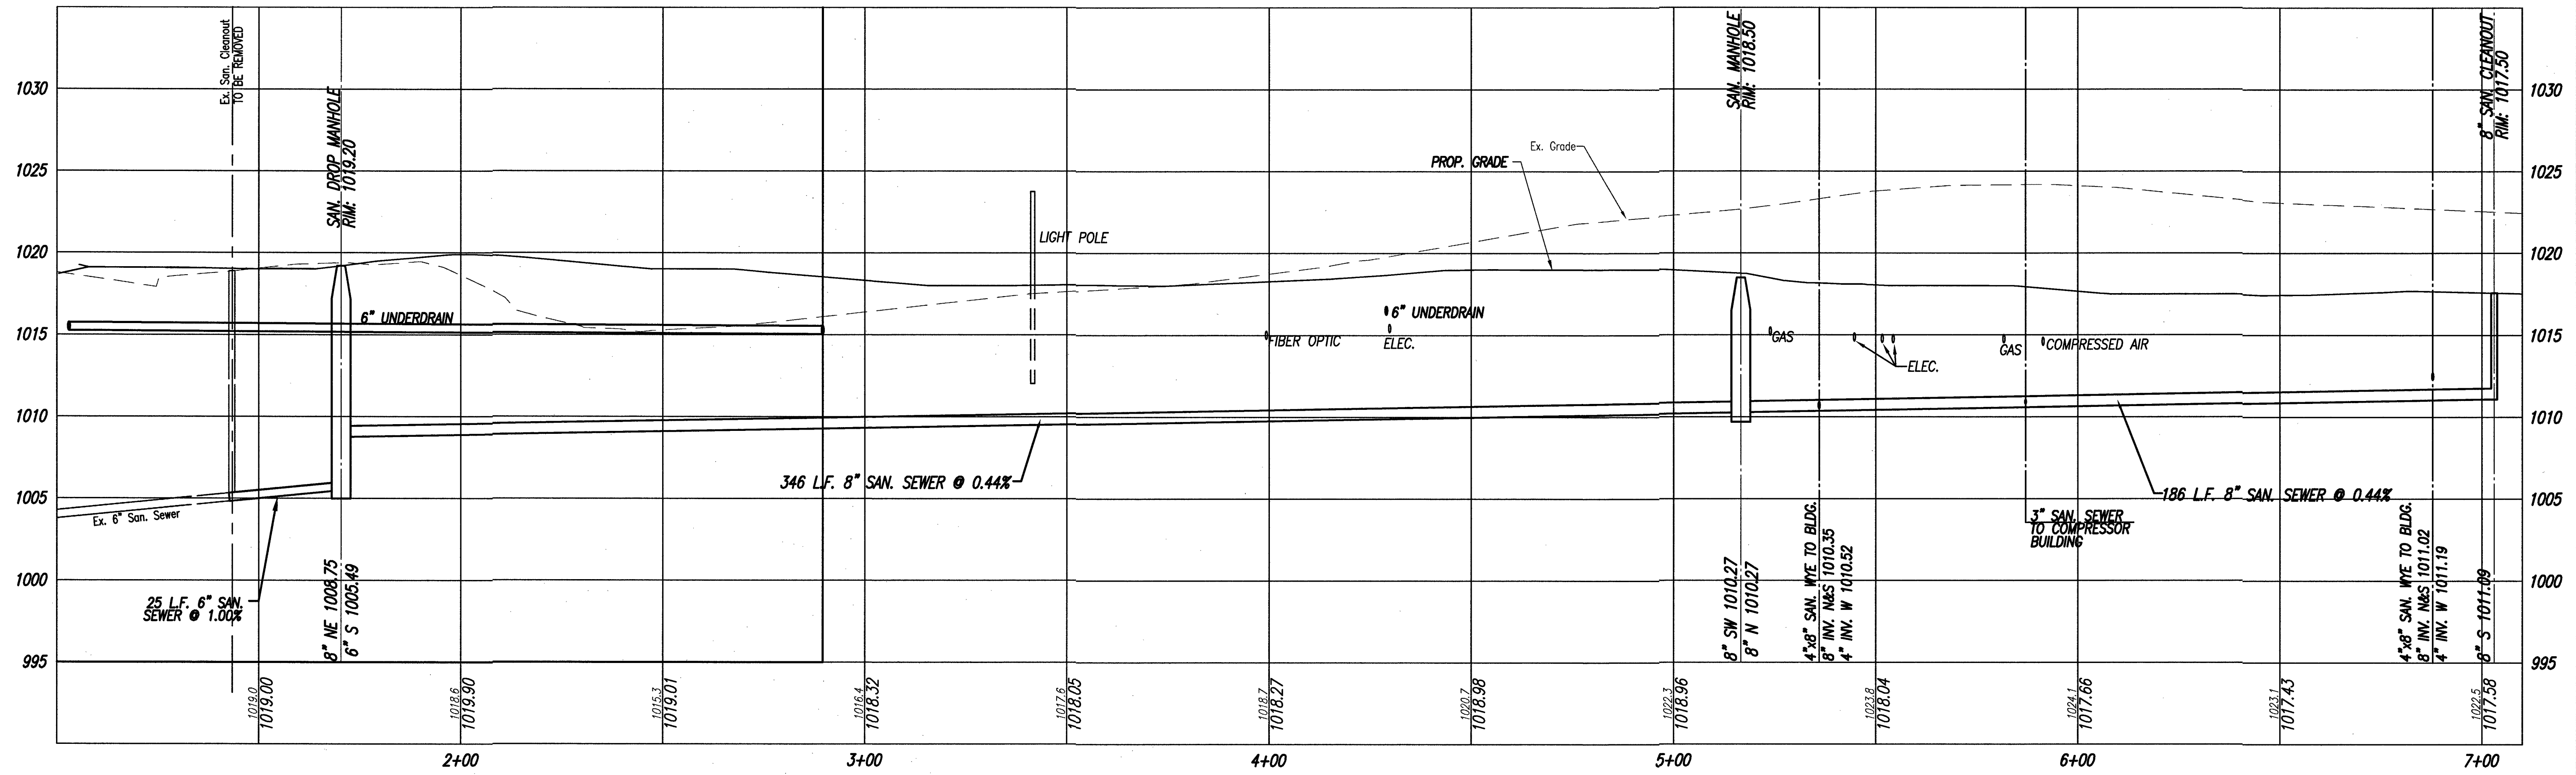 Ex. San. Cleanout
TO BE REMOVED
SAN. DROP MANHOLE
RIM: 1019.20
SAN. MANHOLE
RIM: 1018.50
8" SAN. CLEANOUT
RIM: 1017.50
1030
1030
1025
1025
1020
1020
1015
1015
1010
1010
1005
1005
1000
1000
995
995
Ex. Grade
PROP. GRADE
LIGHT POLE
6" UNDERDRAIN
6" UNDERDRAIN
FIBER OPTIC
ELEC.
GAS
ELEC.
GAS
COMPRESSED AIR
346 L.F. 8" SAN. SEWER @ 0.44%
186 L.F. 8" SAN. SEWER @ 0.44%
Ex. 6" San. Sewer
3" SAN. SEWER
TO COMPRESSOR
BUILDING
25 L.F. 6" SAN.
SEWER @ 1.00%
8" NE 1008.75
6" S 1005.49
8" SW 1010.27
8" N 1010.27
4"x8" SAN. WYE TO BLDG.
8" INV. N&S 1010.35
4" INV. W 1010.52
4"x8" SAN. WYE TO BLDG.
8" INV. N&S 1011.02
4" INV. W 1011.19
8" S 1011.09
1019.0
1019.00
1018.6
1019.90
1015.3
1019.01
1016.4
1018.32
1017.6
1018.05
1018.7
1018.27
1020.7
1018.98
1022.3
1018.96
1023.8
1018.04
1024.1
1017.66
1023.1
1017.43
1022.5
1017.58
2+00
3+00
4+00
5+00
6+00
7+00